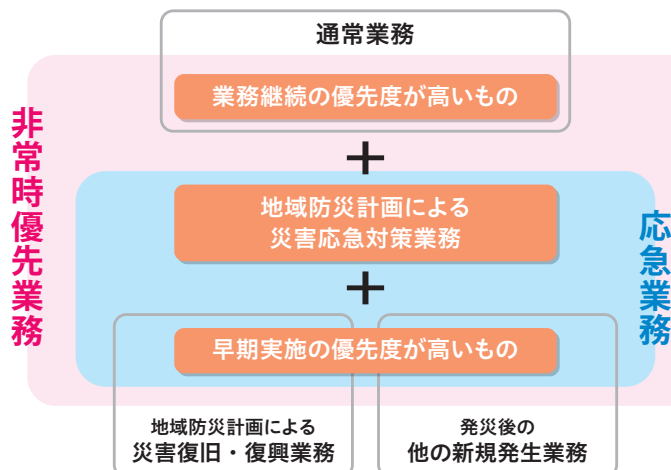 通常業務
業務継続の優先度が高いもの
+
非常時優先業務
地域防災計画による
災害応急対策業務
応急業務
+
早期実施の優先度が高いもの
地域防災計画による
災害復旧・復興業務
発災後の
他の新規発生業務